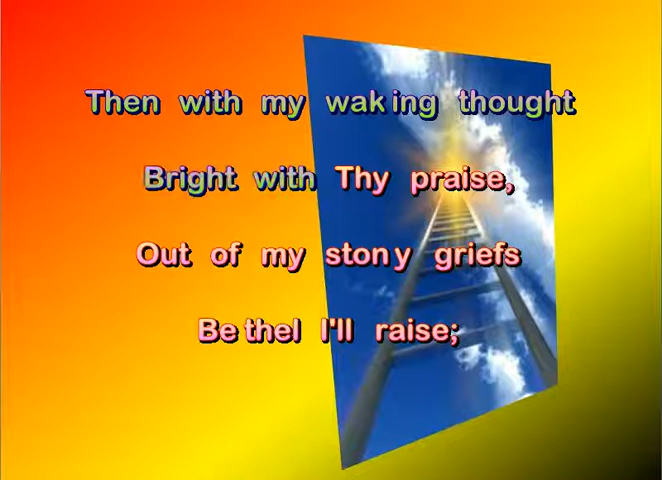 Then with my waking thought
Bright with Thy praise,
Out of my stony griefs
Bethel I'll raise;